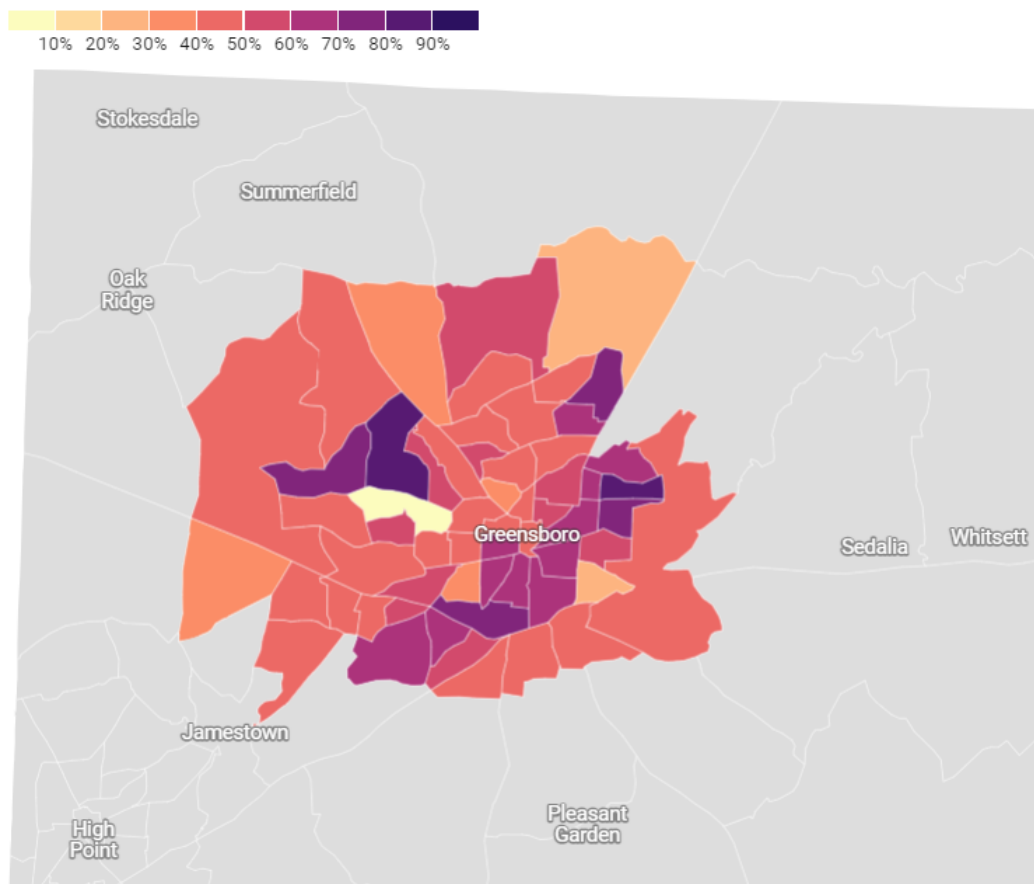 10% 20% 30% 40% 50% 60% 70% 80% 90%
Stokesdale
Summerfield
Oak
Ridge
Greensboro
Sedalia
Whitsett
Jamestown
Pleasant
Garden
High
Point